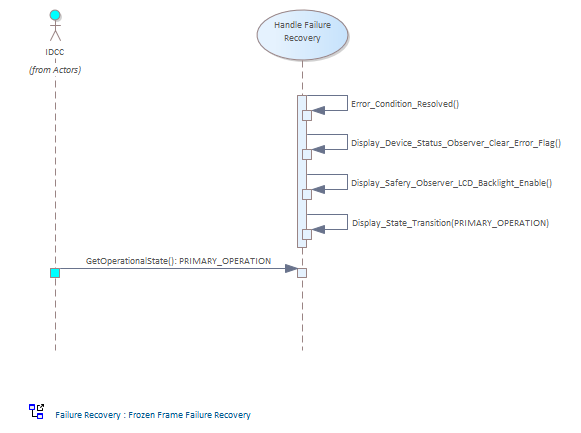 Handle Failure
Recovery
IDCC
(from Actors)
Error_Condition_Resolved()
Display_Device_Status_Observer_Clear_Error_Flag()
Display_Safery_Observer_LCD_Backlight_Enable()
Display_State_Transition(PRIMARY_OPERATION)
GetOperationalState(): PRIMARY_OPERATION
Failure Recovery : Frozen Frame Failure Recovery